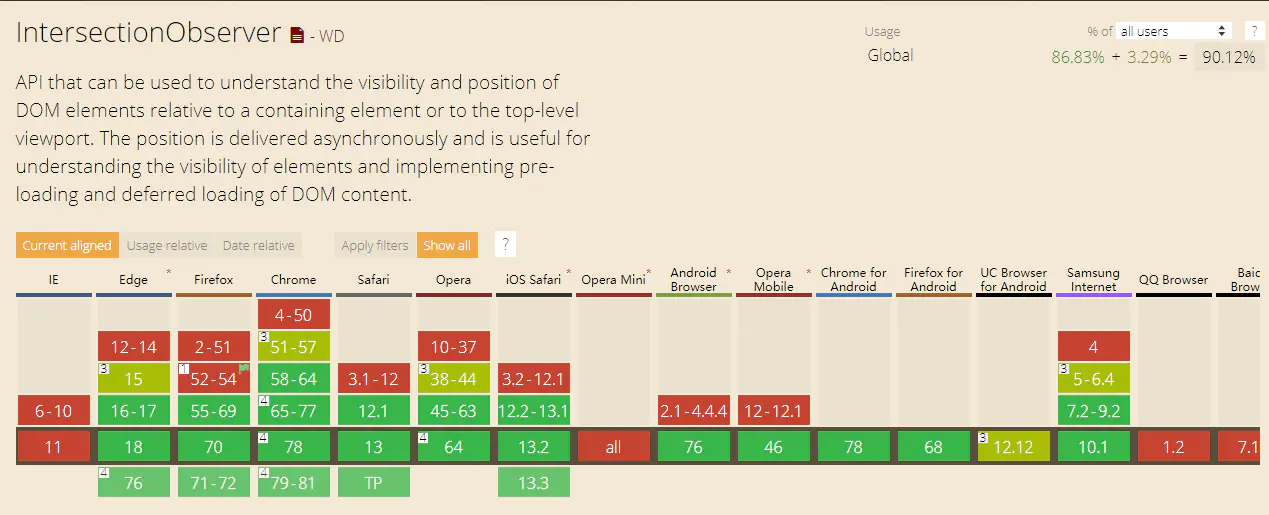 IntersectionObserver - WD
Usage % of all users ?
Global 86.83% + 3.29% = 90.12%
API that can be used to understand the visibility and position of
DOM elements relative to a containing element or to the top-level
viewport. The position is delivered asynchronously and is useful for
understanding the visibility of elements and implementing pre-
loading and deferred loading of DOM content.
Current aligned Usage relative Date relative Apply filters Show all ?
IE Edge * Firefox Chrome Safari Opera iOS Safari * Opera Mini * Android Browser * Opera Mobile * Chrome for Android Firefox for Android UC Browser for Android Samsung Internet QQ Browser Baid Brow
4-50
12-14 2-51 3 51-57 10-37 4
3 15 1 52-54 58-64 3.1-12 3 38-44 3.2-12.1 3 5-6.4
6-10 16-17 55-69 4 65-77 12.1 45-63 12.2-13.1 2.1-4.4.4 12-12.1 7.2-9.2
11 18 70 4 78 13 4 64 13.2 all 76 46 78 68 3 12.12 10.1 1.2 7.1
4 76 71-72 4 79-81 TP 13.3